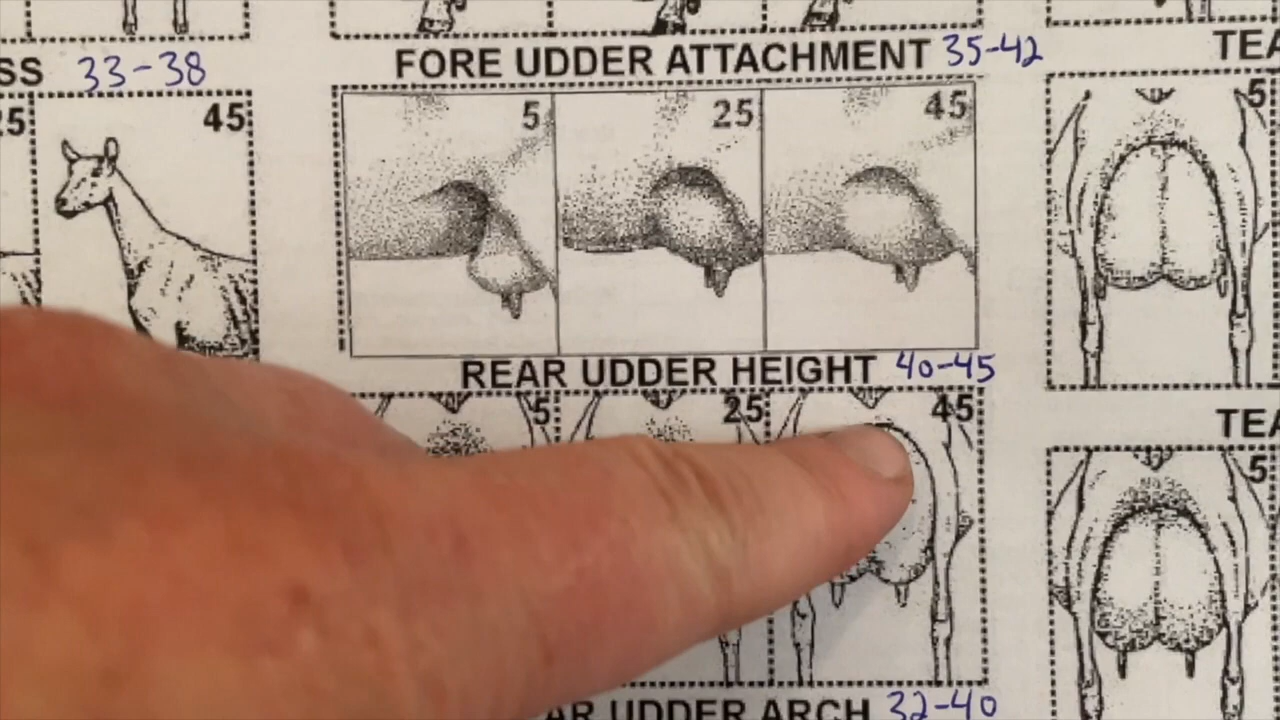 SS 33-38
FORE UDDER ATTACHMENT 35-42
TEA
25 45
5 25 45
5
REAR UDDER HEIGHT 40-45
5 25 45
TEA
5
AR UDDER ARCH 32-40